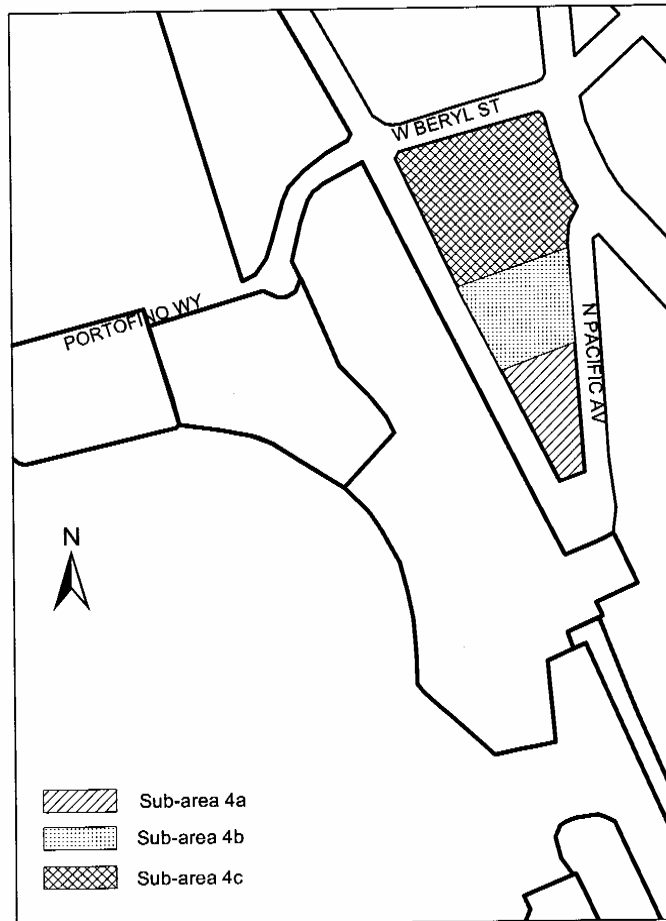 W BERYL ST
PORTOFINO WY
N PACIFIC AV
N
Sub-area 4a
Sub-area 4b
Sub-area 4c